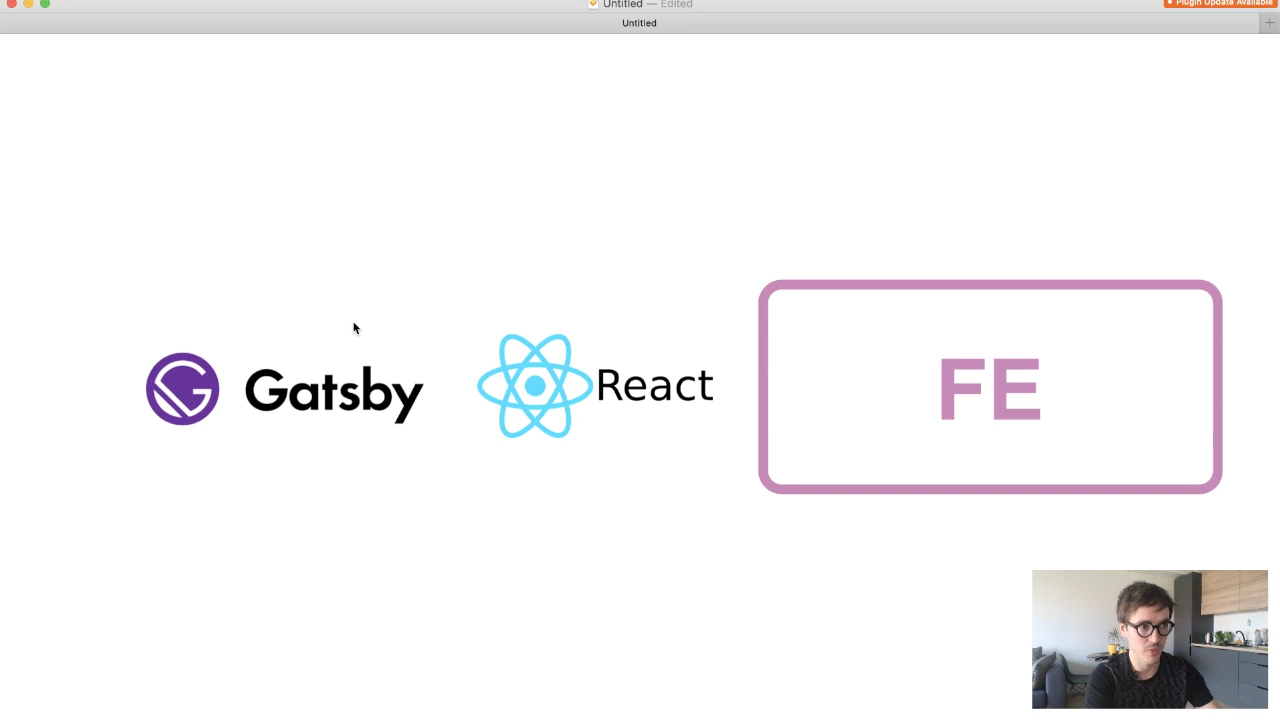 Untitled — Edited
Plugin Update Available
Untitled
Gatsby
React
FE